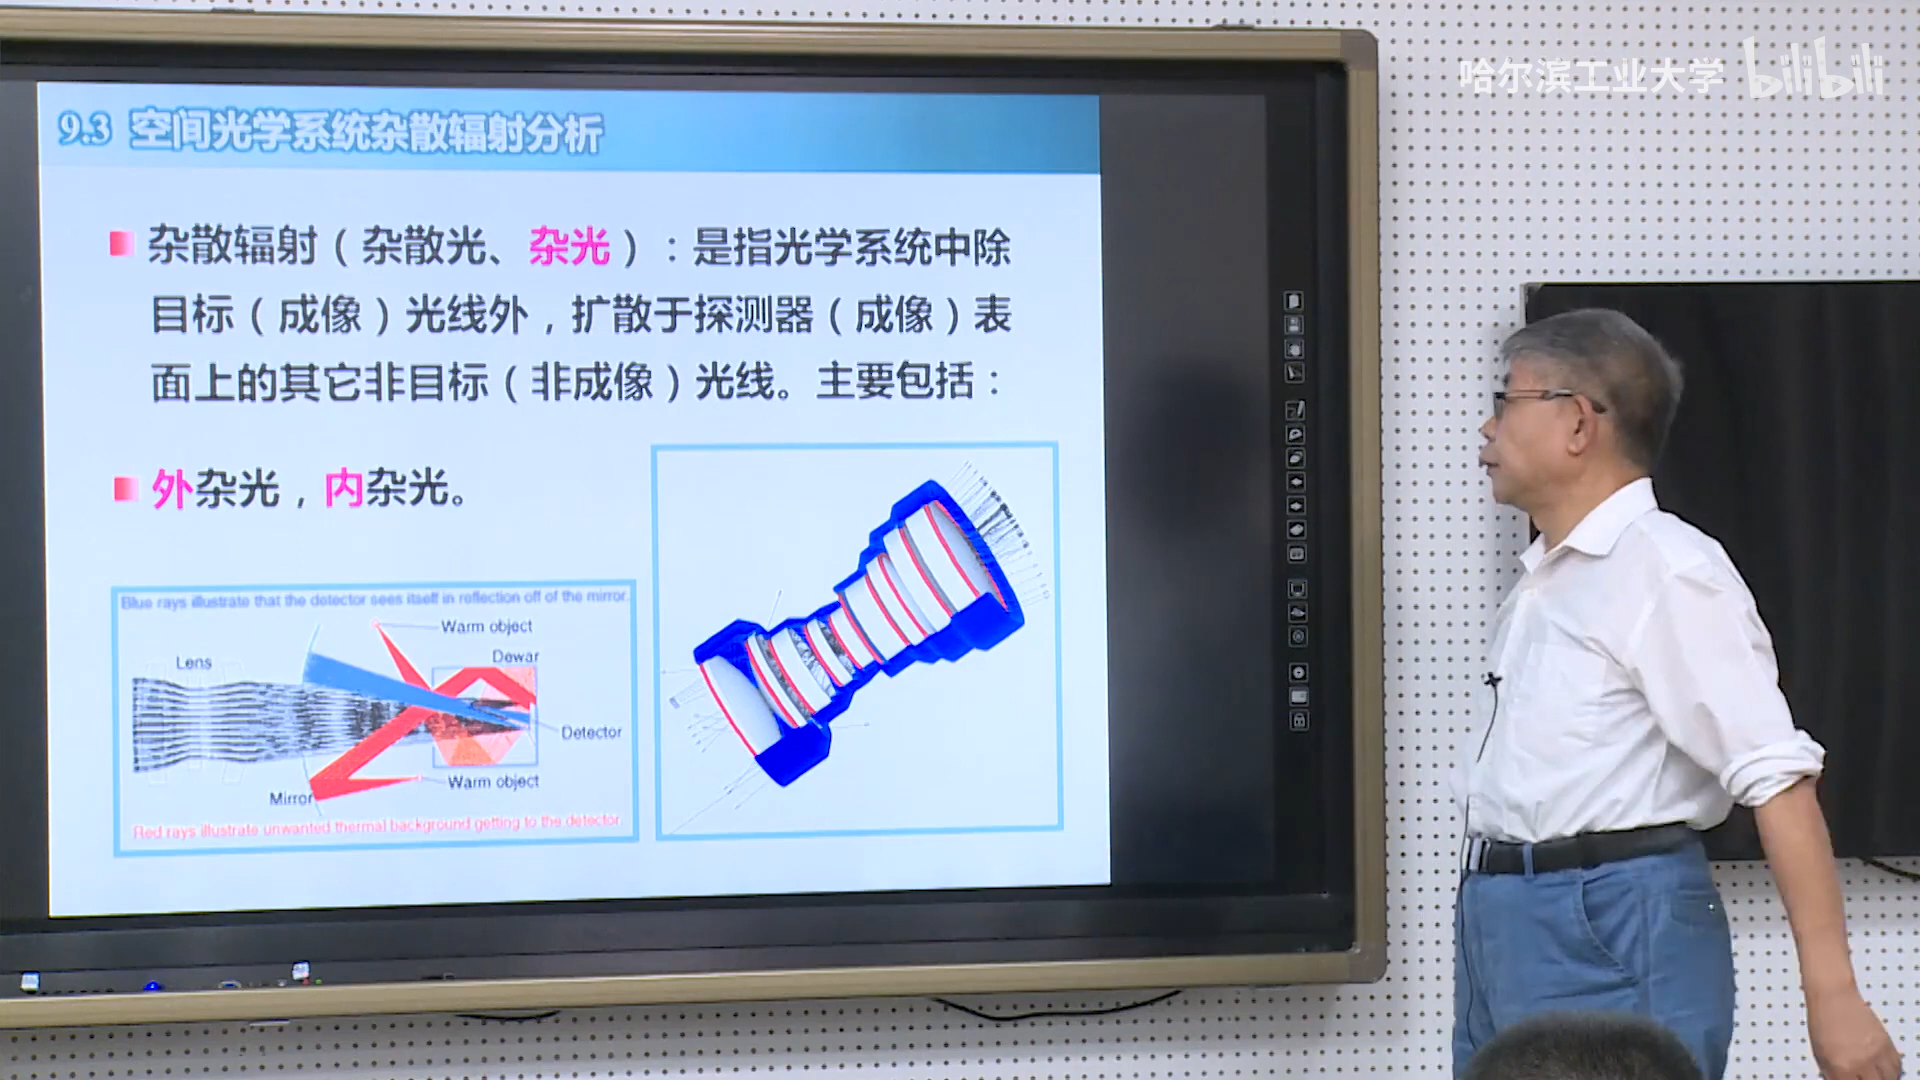 哈尔滨工业大学 bilibili
9.3 空间光学系统杂散辐射分析
杂散辐射（杂散光、杂光）：是指光学系统中除
目标（成像）光线外，扩散于探测器（成像）表
面上的其它非目标（非成像）光线。主要包括：
外杂光，内杂光。
Blue rays illustrate that the detector sees itself in reflection off of the mirror.
Warm object
Lens
Dewar
Detector
Warm object
Mirror
Red rays illustrate unwanted thermal background getting to the detector.